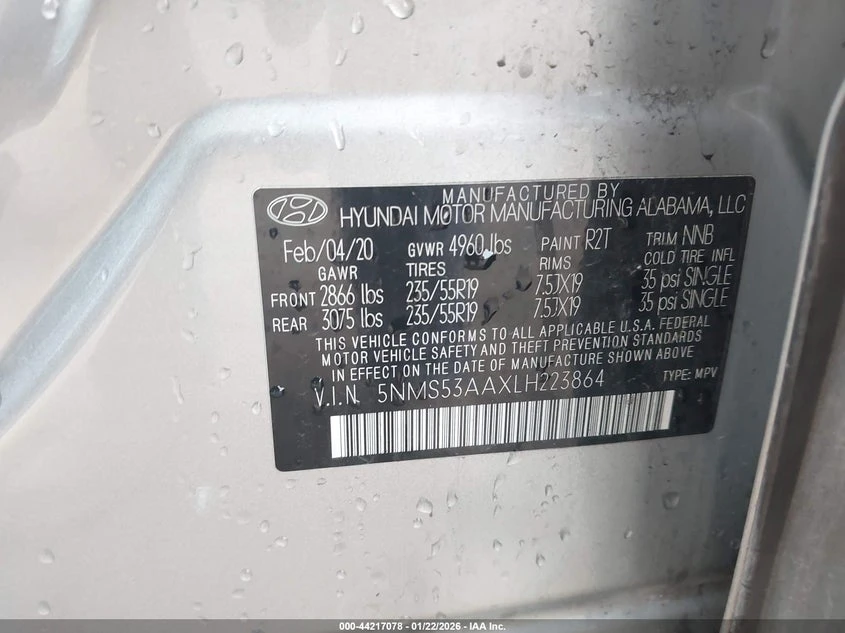 MANUFACTURED BY
HYUNDAI MOTOR MANUFACTURING ALABAMA, LLC
Feb/04/20 GVWR 4960 lbs PAINT R2T TRIM NNB
GAWR TIRES RIMS COLD TIRE INFL
FRONT 2866 lbs 235/55R19 7.5JX19 35 psi SINGLE
REAR 3075 lbs 235/55R19 7.5JX19 35 psi SINGLE
THIS VEHICLE CONFORMS TO ALL APPLICABLE U.S.A. FEDERAL
MOTOR VEHICLE SAFETY AND THEFT PREVENTION STANDARDS
IN EFFECT ON THE DATE OF MANUFACTURE SHOWN ABOVE.
V.I.N. 5NMS53AAXLH223864 TYPE: MPV
000-44217078 - 01/22/2026 - IAA Inc.